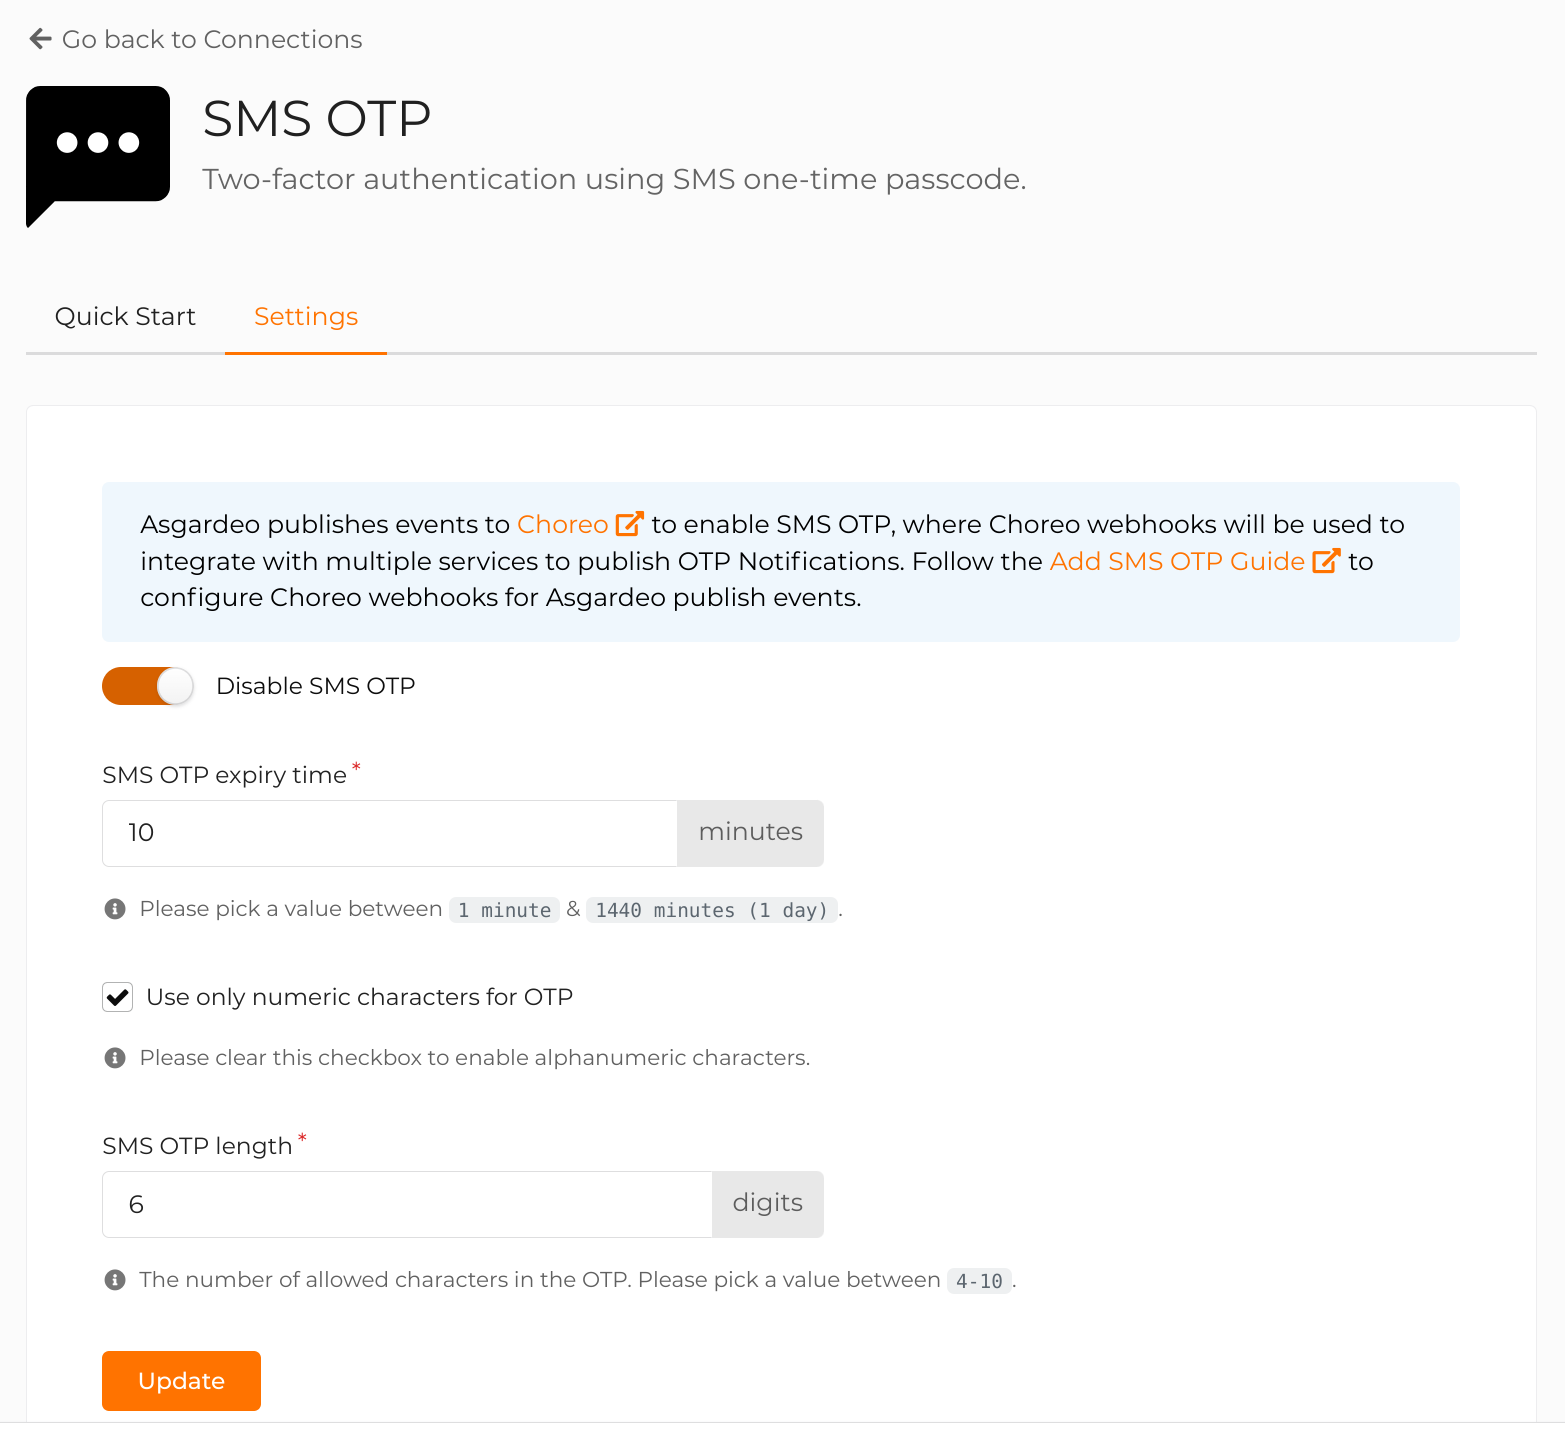 Go back to Connections
SMS OTP
Two-factor authentication using SMS one-time passcode.
Quick Start
Settings
Asgardeo publishes events to Choreo to enable SMS OTP, where Choreo webhooks will be used to
integrate with multiple services to publish OTP Notifications. Follow the Add SMS OTP Guide to
configure Choreo webhooks for Asgardeo publish events.
Disable SMS OTP
SMS OTP expiry time *
10 minutes
Please pick a value between 1 minute & 1440 minutes (1 day).
Use only numeric characters for OTP
Please clear this checkbox to enable alphanumeric characters.
SMS OTP length *
6 digits
The number of allowed characters in the OTP. Please pick a value between 4-10.
Update